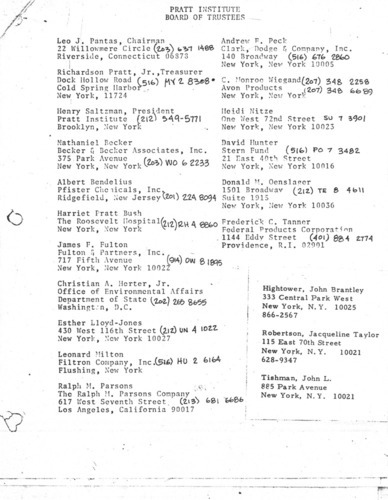 PRATT INSTITUTE
BOARD OF TRUSTEES
Leo J. Pantas, Chairman
22 Willowmere Circle (203) 637 1488
Riverside, Connecticut 06878
Richardson Pratt, Jr., Treasurer
Dock Hollow Road (516) MY 2 8308*
Cold Spring Harbor
New York, 11724
Henry Saltzman, President
Pratt Institute (212) 549-5771
Brooklyn, New York
Nathaniel Becker
Becker & Becker Associates, Inc.
375 Park Avenue
New York, New York (203) WO 6 2233
Albert Bendelius
Pfister Chemicals, Inc.
Ridgefield, New Jersey (201) 22A 8094
Harriet Pratt Bush
The Roosevelt Hospital (212) RH 4 8860
New York, New York
James F. Fulton
Fulton & Partners, Inc.
717 Fifth Avenue (914) OW 8 1895
New York, New York 10022
Christian A. Herter, Jr.
Office of Environmental Affairs
Department of State (202) 265 8655
Washington, D.C.
Esther Lloyd-Jones
430 West 116th Street (212) UN 4 1022
New York, New York 10027
Leonard Milton
Filtron Company, Inc. (516) HU 2 6164
Flushing, New York
Ralph M. Parsons
The Ralph M. Parsons Company
617 West Seventh Street (213) 681 6686
Los Angeles, California 90017
Andrew E. Peck
Clark, Dodge & Company, Inc.
140 Broadway (516) 676 2860
New York, New York 10005
C. Monroe Wiegand (207) 348 2258
Avon Products (207) 348 6689
New York, New York
Heidi Nitze
One West 72nd Street SU 7 3901
New York, New York 10023
David Hunter
Stern Fund (516) PO 7 3482
21 East 40th Street
New York, New York 10016
Donald M. Oenslager
1501 Broadway (212) TE 8 4611
Suite 1915
New York, New York 10036
Frederick C. Tanner
Federal Products Corporation
1144 Eddy Street (401) 884 2774
Providence, R.I. 02901
Hightower, John Brantley
333 Central Park West
New York, N.Y. 10025
866-2567
Robertson, Jacqueline Taylor
115 East 70th Street
New York, N.Y. 10021
628-9347
Tishman, John L.
885 Park Avenue
New York, N.Y. 10021